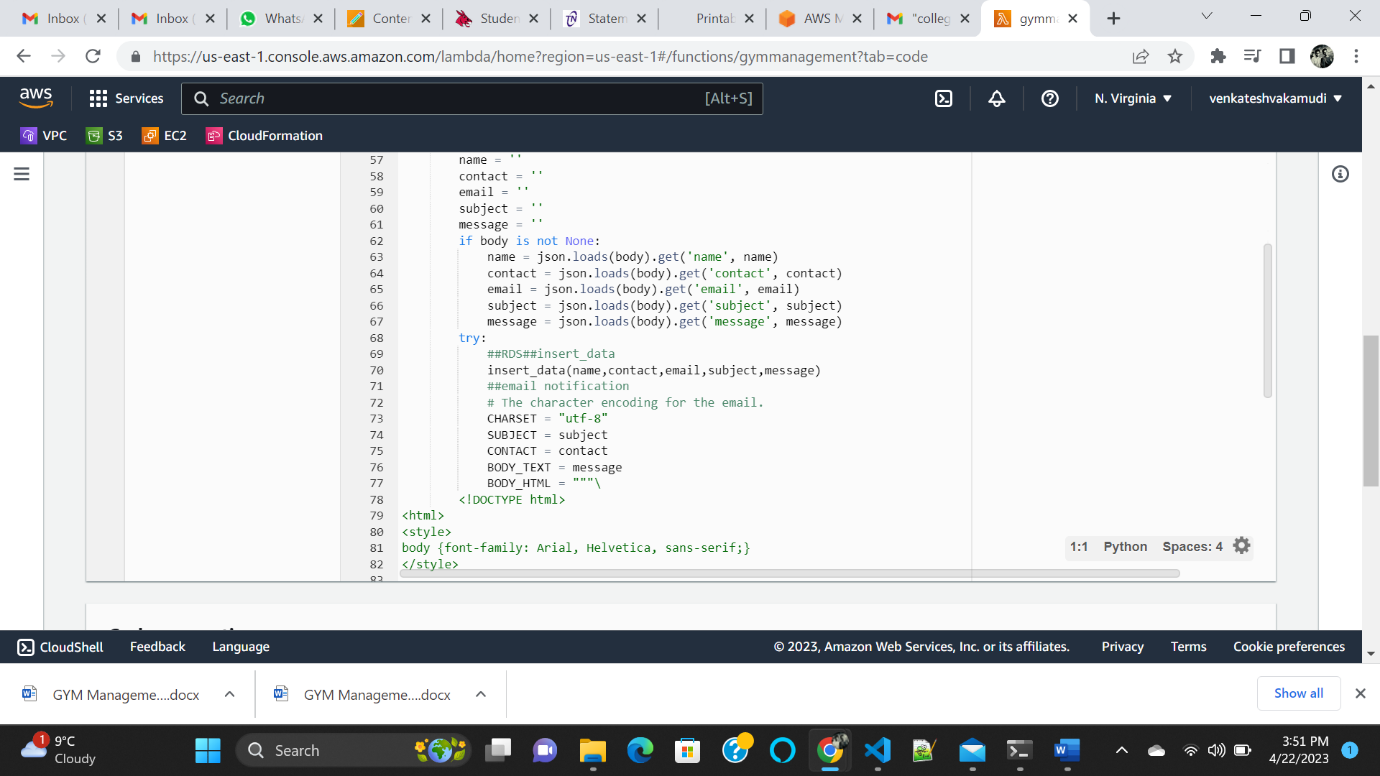 Inbox (
Inbox (
Whats
Conten
Studen
Statem
Printab
AWS M
"colleg
gymm
https://us-east-1.console.aws.amazon.com/lambda/home?region=us-east-1#/functions/gymmanagement?tab=code
aws
Services
Search
[Alt+S]
N. Virginia
venkateshvakamudi
VPC
S3
EC2
CloudFormation
57 name = ''
58 contact = ''
59 email = ''
60 subject = ''
61 message = ''
62 if body is not None:
63 name = json.loads(body).get('name', name)
64 contact = json.loads(body).get('contact', contact)
65 email = json.loads(body).get('email', email)
66 subject = json.loads(body).get('subject', subject)
67 message = json.loads(body).get('message', message)
68 try:
69 ##RDS##insert_data
70 insert_data(name,contact,email,subject,message)
71 ##email notification
72 # The character encoding for the email.
73 CHARSET = "utf-8"
74 SUBJECT = subject
75 CONTACT = contact
76 BODY_TEXT = message
77 BODY_HTML = """\
78 <!DOCTYPE html>
79 <html>
80 <style>
81 body {font-family: Arial, Helvetica, sans-serif;}
82 </style>
83
1:1 Python Spaces: 4
CloudShell
Feedback
Language
© 2023, Amazon Web Services, Inc. or its affiliates.
Privacy
Terms
Cookie preferences
GYM Manageme....docx
GYM Manageme....docx
Show all
1
9°C
Cloudy
Search
3:51 PM
4/22/2023
1